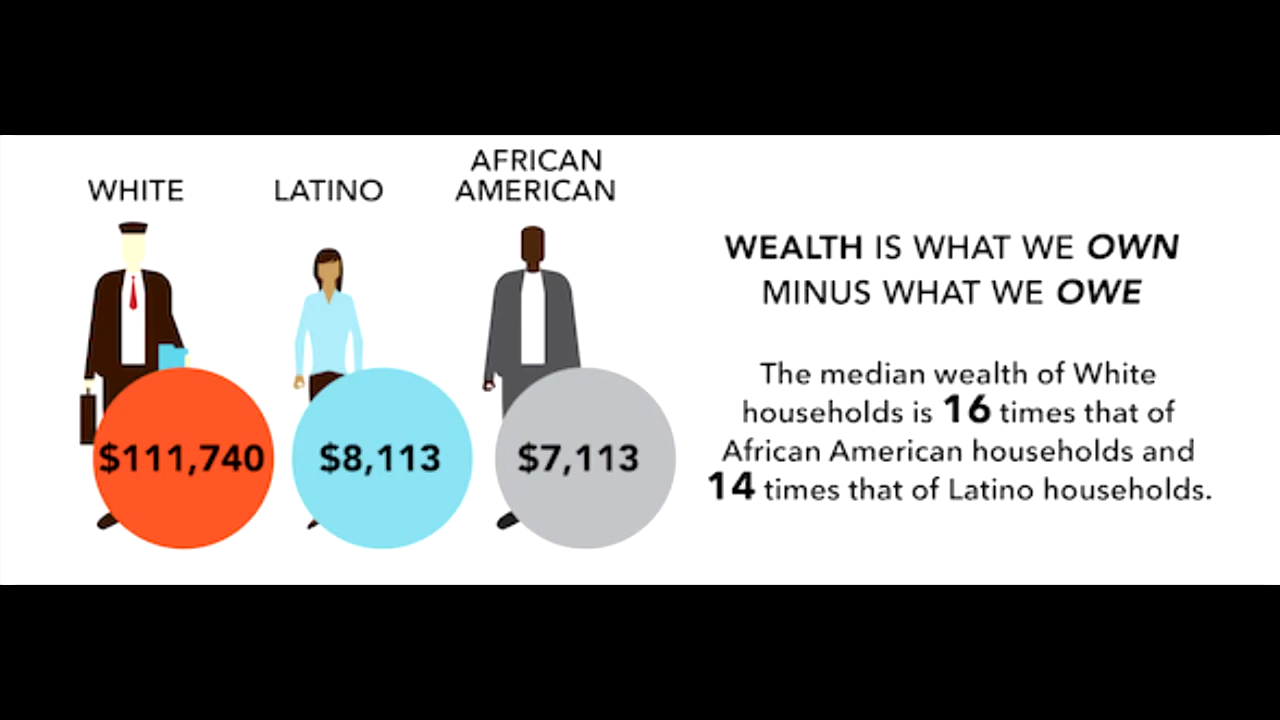 WHITE
LATINO
AFRICAN
AMERICAN
$111,740
$8,113
$7,113
WEALTH IS WHAT WE OWN
MINUS WHAT WE OWE
The median wealth of White
households is 16 times that of
African American households and
14 times that of Latino households.